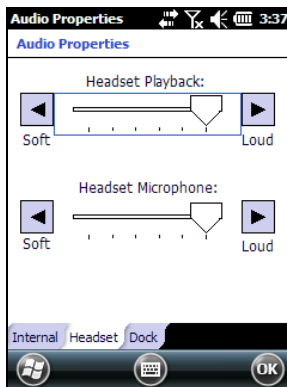 Audio Properties 3:37
Audio Properties
Headset Playback:
Soft Loud
Headset Microphone:
Soft Loud
Internal Headset Dock
OK